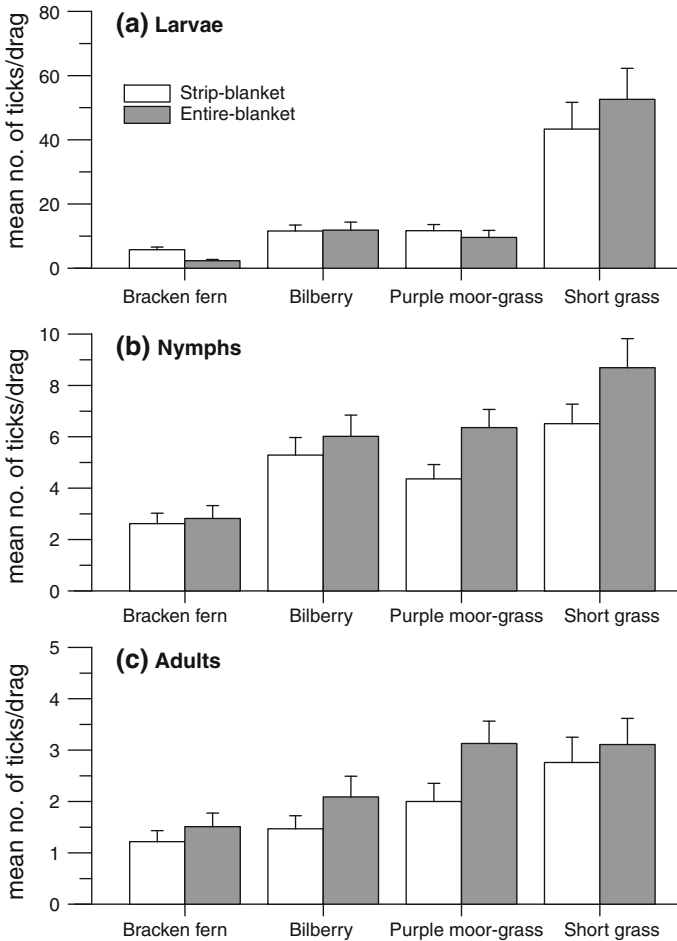 (a) Larvae
mean no. of ticks/drag
80
60
40
20
0
Strip-blanket
Entire-blanket
Bracken fern Bilberry Purple moor-grass Short grass
(b) Nymphs
mean no. of ticks/drag
10
8
6
4
2
0
Bracken fern Bilberry Purple moor-grass Short grass
(c) Adults
mean no. of ticks/drag
5
4
3
2
1
0
Bracken fern Bilberry Purple moor-grass Short grass